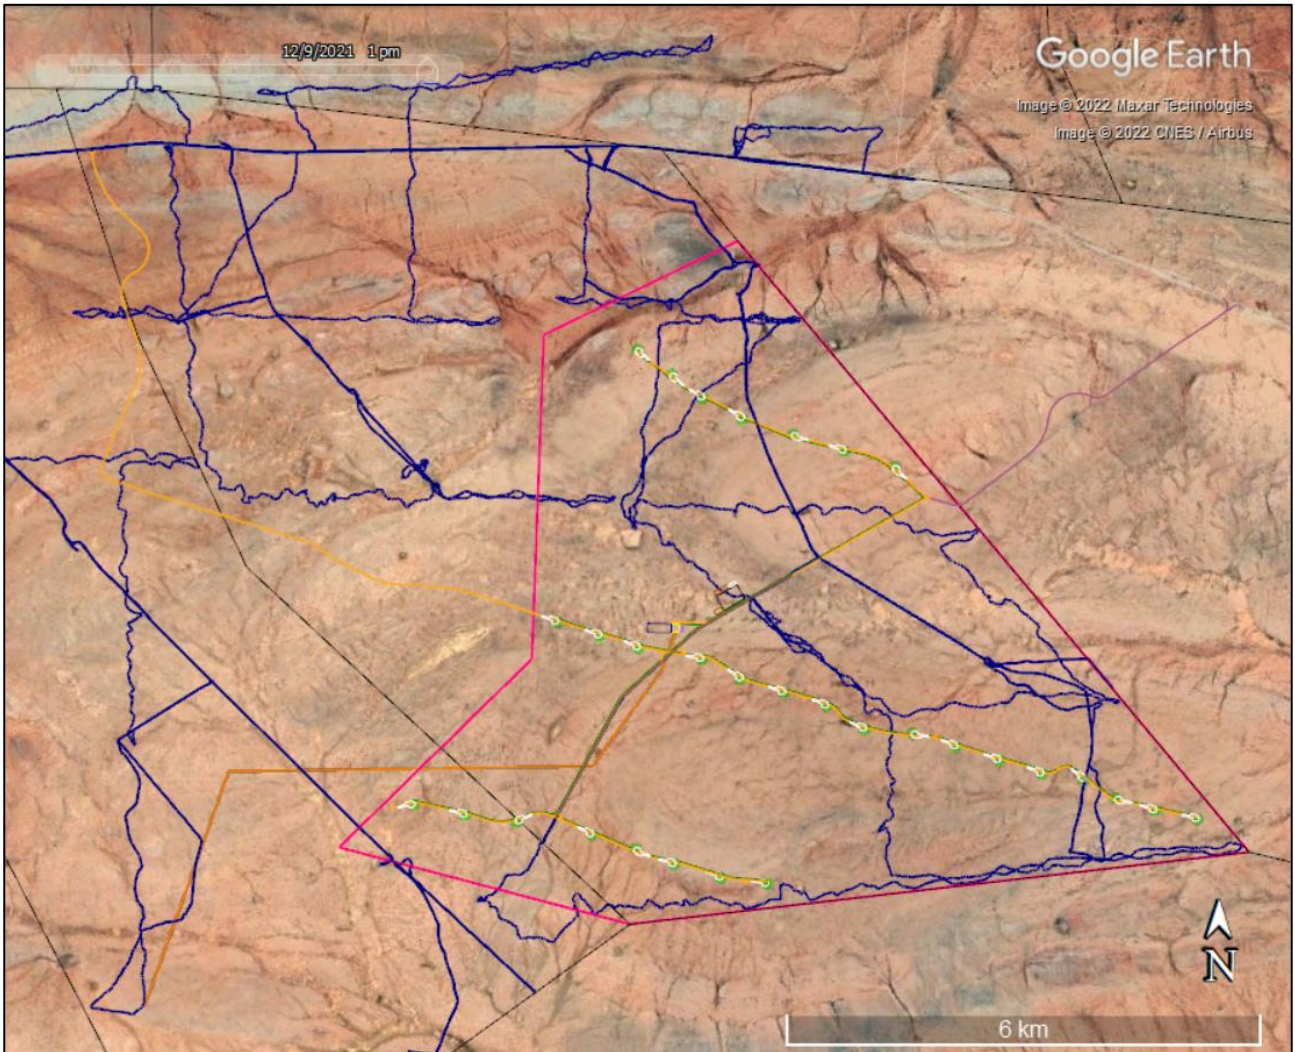 12/9/2021 1 pm
Google Earth
Image © 2022 Maxar Technologies
Image © 2022 CNES / Airbus
N
6 km